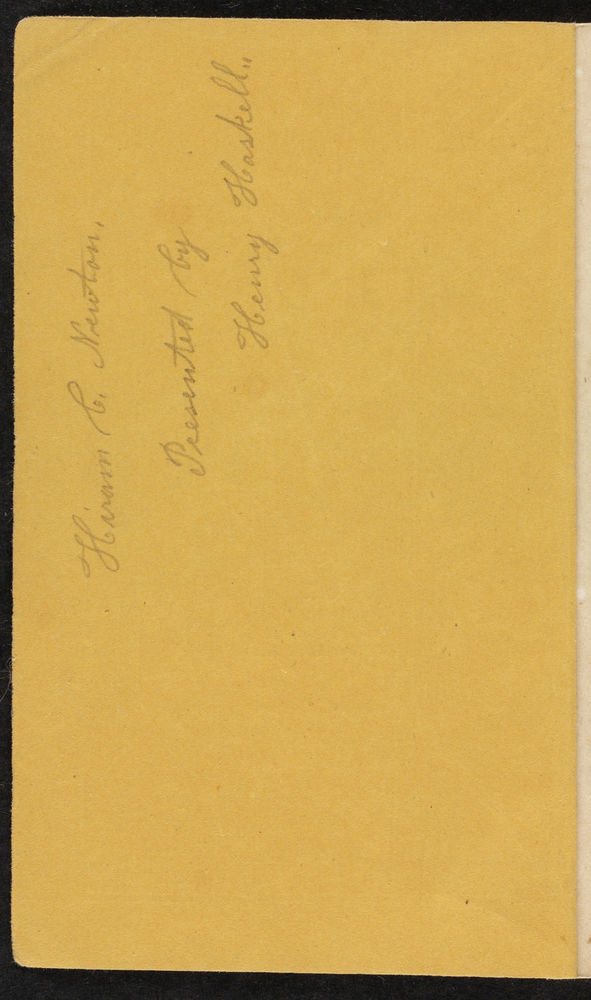 Hiram C. Newton.
Presented by
Henry Haskell.,